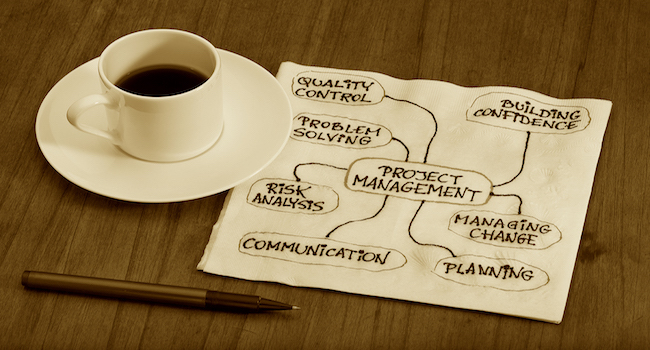 QUALITY
CONTROL
BUILDING
CONFIDENCE
PROBLEM
SOLVING
PROJECT
MANAGEMENT
RISK
ANALYSIS
MANAGING
CHANGE
COMMUNICATION
PLANNING